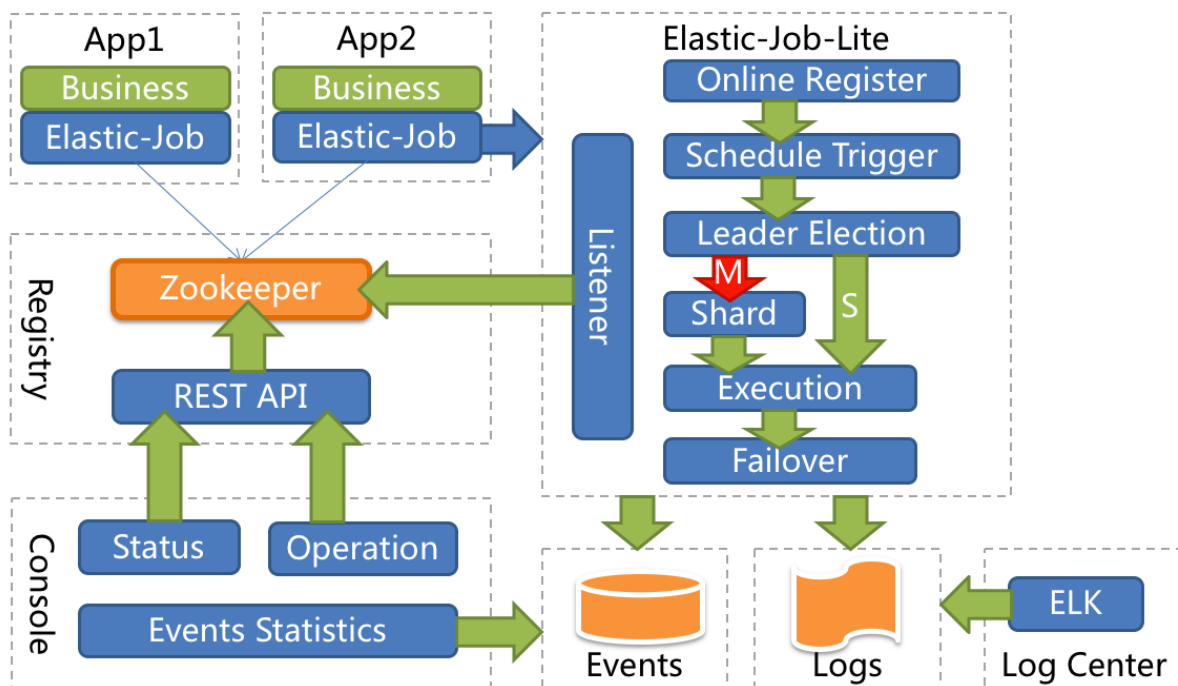 App1
Business
Elastic-Job
App2
Business
Elastic-Job
Elastic-Job-Lite
Online Register
Schedule Trigger
Leader Election
M
S
Shard
Execution
Failover
Listener
Registry
Zookeeper
REST API
Console
Status
Operation
Events Statistics
Events
Logs
ELK
Log Center